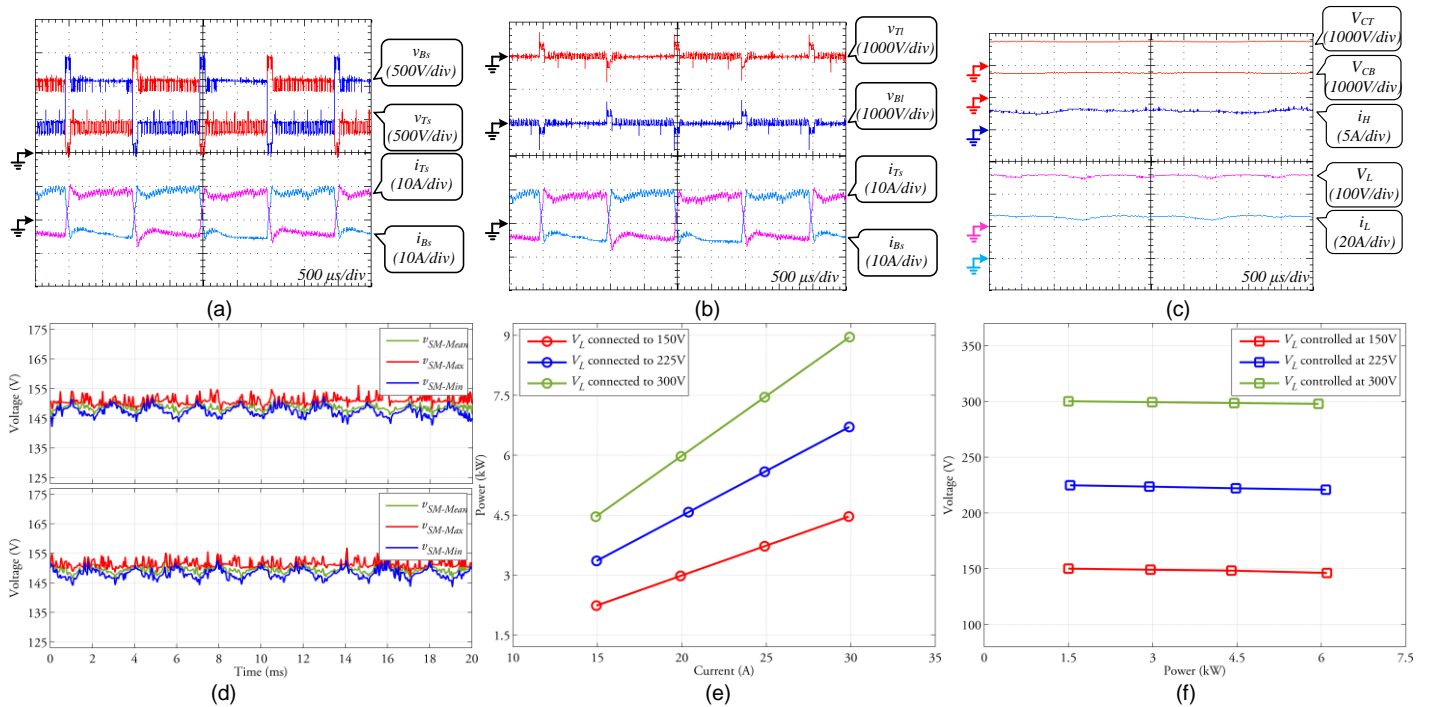 v_Bs
(500V/div)
v_Ts
(500V/div)
i_Ts
(10A/div)
i_Bs
(10A/div)
500 μs/div
(a)
v_Tl
(1000V/div)
v_Bl
(1000V/div)
i_Ts
(10A/div)
i_Bs
(10A/div)
500 μs/div
(b)
V_CT
(1000V/div)
V_CB
(1000V/div)
i_H
(5A/div)
V_L
(100V/div)
i_L
(20A/div)
500 μs/div
(c)
175
165
155
145
135
125
Voltage (V)
v_SM-Mean
v_SM-Max
v_SM-Min
175
165
155
145
135
125
Voltage (V)
v_SM-Mean
v_SM-Max
v_SM-Min
0 2 4 6 8 10 12 14 16 18 20
Time (ms)
(d)
9
7.5
6
4.5
3
1.5
Power (kW)
V_L connected to 150V
V_L connected to 225V
V_L connected to 300V
10 15 20 25 30 35
Current (A)
(e)
350
300
250
200
150
100
Voltage (V)
V_L controlled at 150V
V_L controlled at 225V
V_L controlled at 300V
0 1.5 3 4.5 6 7.5
Power (kW)
(f)